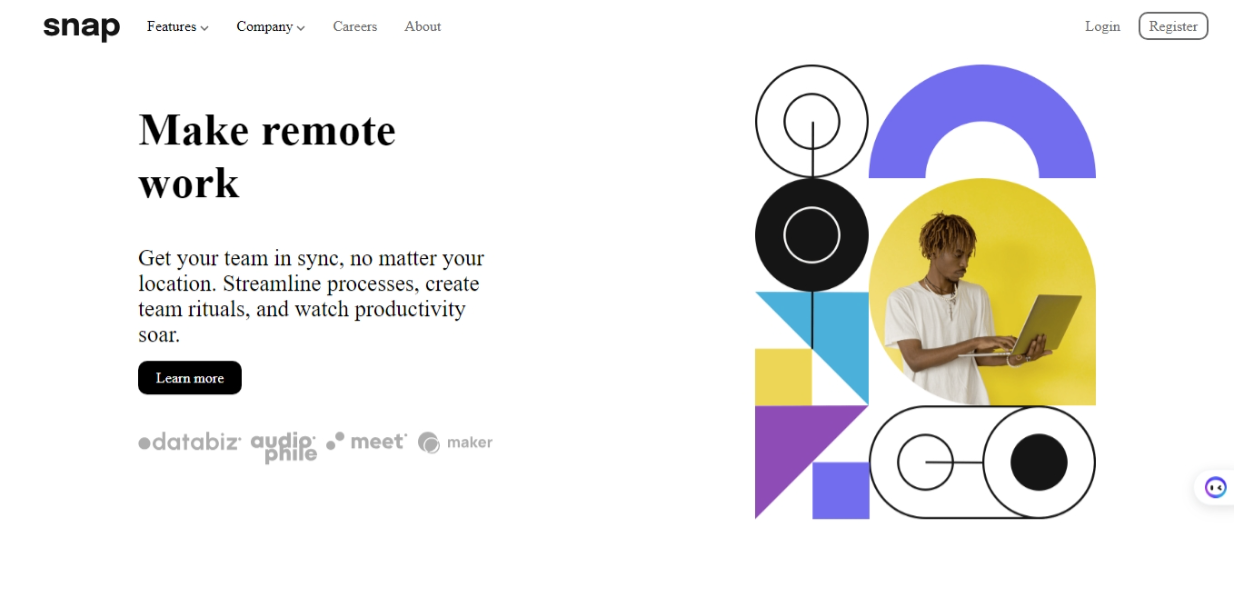 snap
Features
Company
Careers
About
Login
Register
Make remote
work
Get your team in sync, no matter your
location. Streamline processes, create
team rituals, and watch productivity
soar.
Learn more
databiz
audiophile
meet
maker